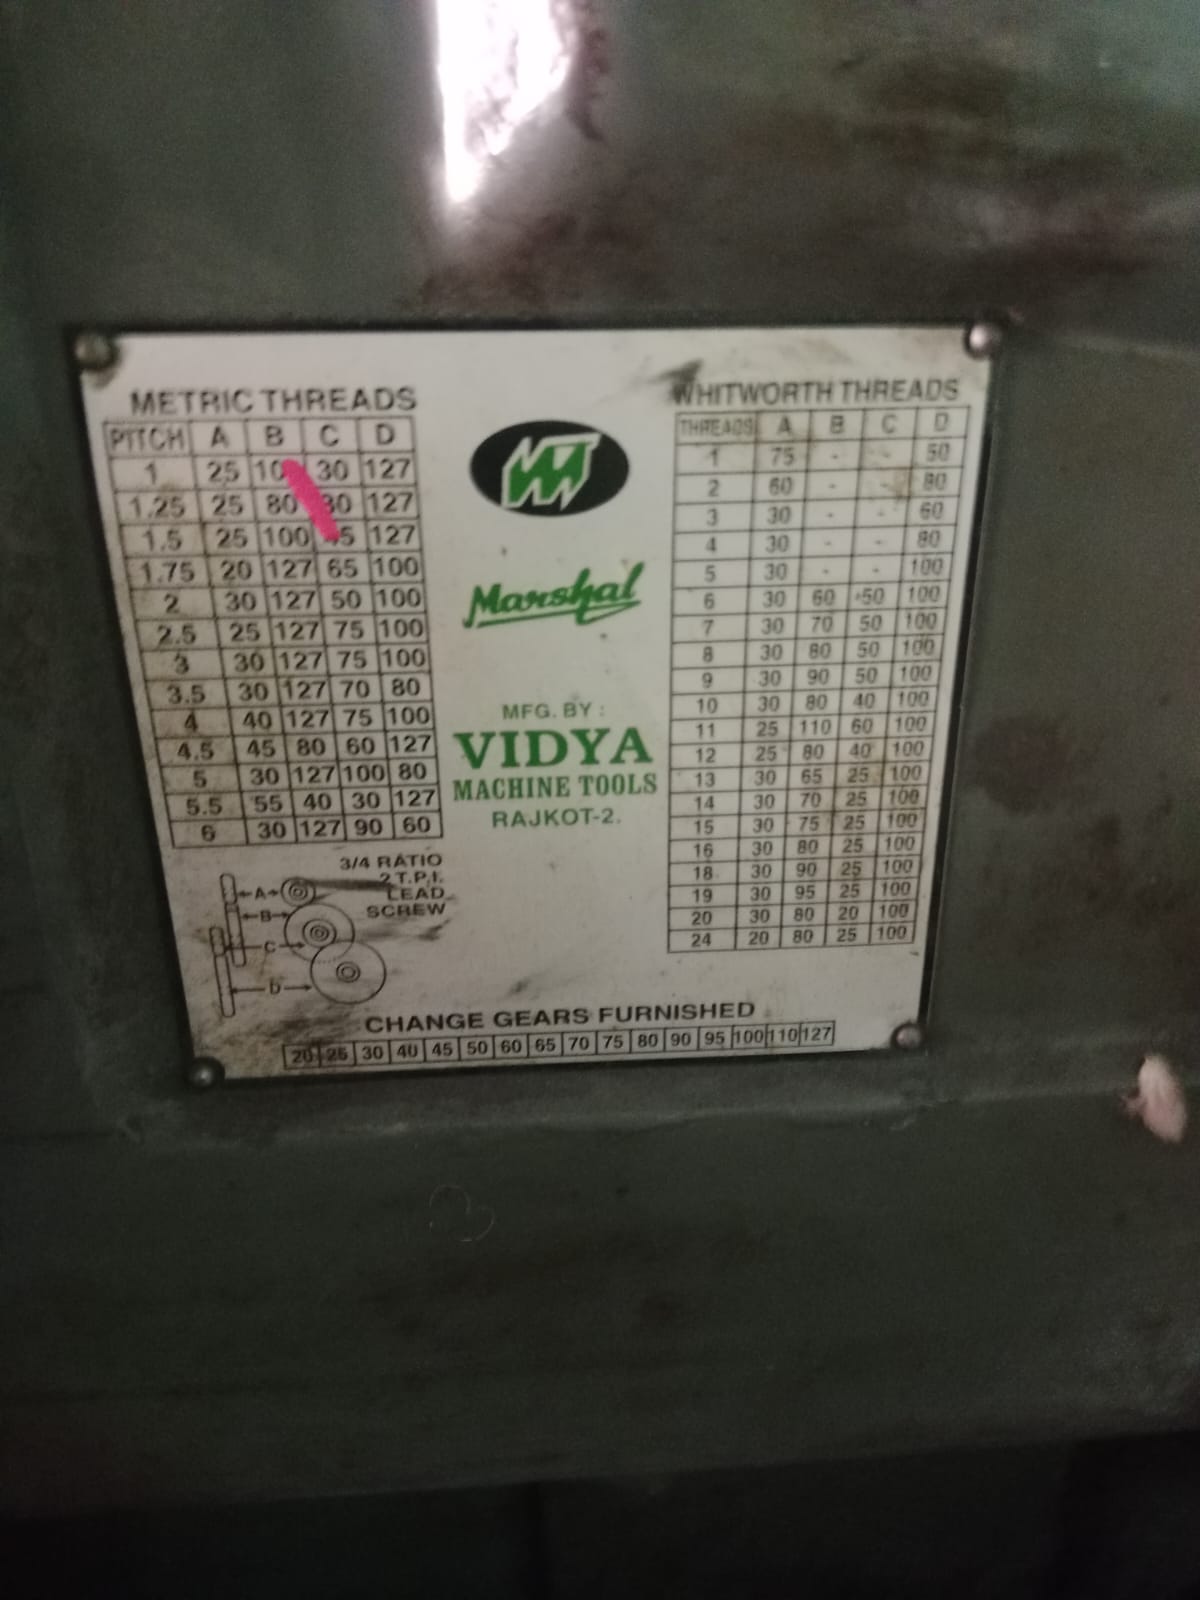 METRIC THREADS
PITCH A B C D
1 25 30 127
1.25 25 80 127
1.5 25 100 127
1.75 20 127 65 100
2 30 127 50 100
2.5 25 127 75 100
3 30 127 75 100
3.5 30 127 70 80
4 40 127 75 100
4.5 45 80 60 127
5 30 127 100 80
5.5 55 40 30 127
6 30 127 90 60
3/4 RATIO
2 T.P.I.
LEAD
SCREW
A
B
C
D
Marshal
MFG. BY :
VIDYA
MACHINE TOOLS
RAJKOT-2.
WHITWORTH THREADS
THREADS A B C D
1 75 - - 50
2 60 - - 80
3 30 - - 60
4 30 - - 80
5 30 - - 100
6 30 60 50 100
7 30 70 50 100
8 30 80 50 100
9 30 90 50 100
10 30 80 40 100
11 25 110 60 100
12 25 80 40 100
13 30 65 25 100
14 30 70 25 100
15 30 75 25 100
16 30 80 25 100
18 30 90 25 100
19 30 95 25 100
20 30 80 20 100
24 20 80 25 100
CHANGE GEARS FURNISHED
20 25 30 40 45 50 60 65 70 75 80 90 95 100 110 127